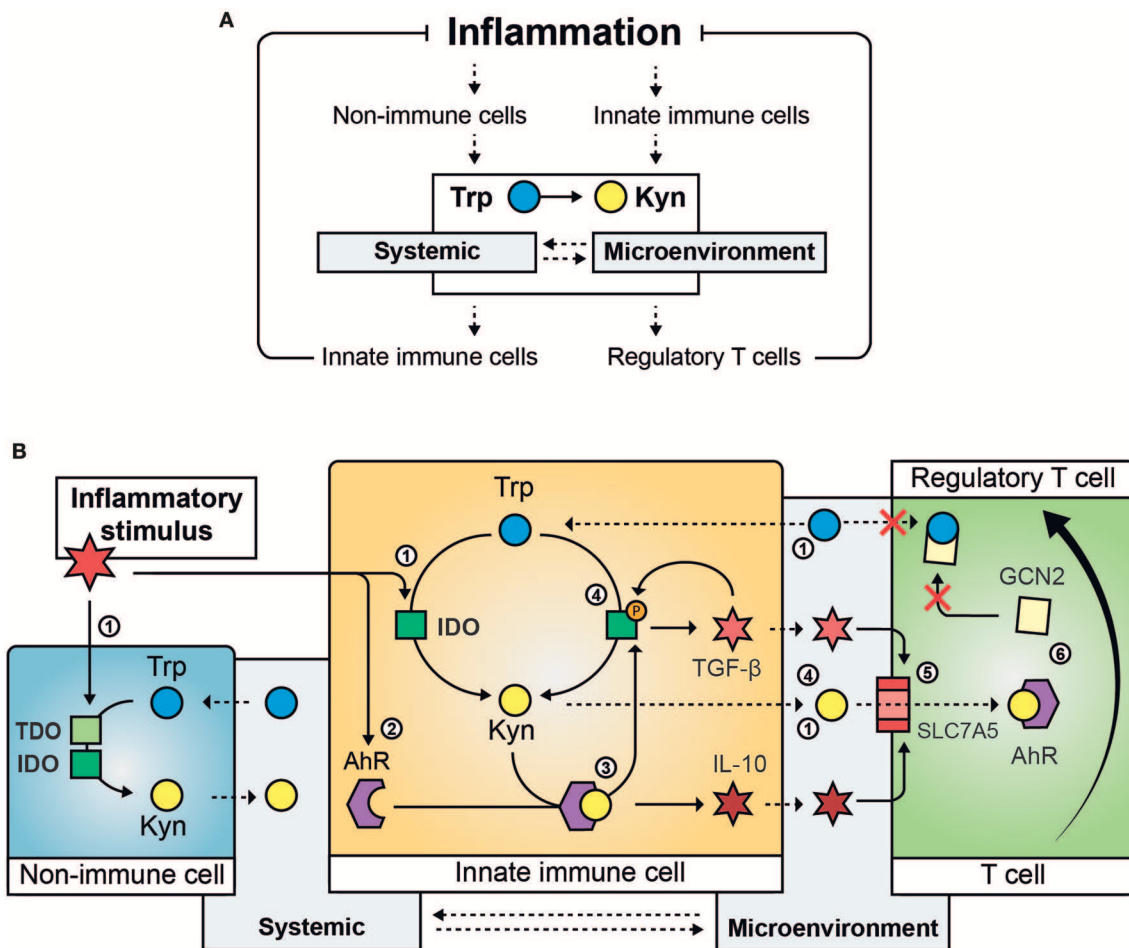 A
Inflammation
Non-immune cells
Innate immune cells
Trp
Kyn
Systemic
Microenvironment
Innate immune cells
Regulatory T cells
B
Inflammatory
stimulus
①
Trp
TDO
IDO
Kyn
Non-immune cell
Trp
①
IDO
④
P
TGF-β
Kyn
②
AhR
③
IL-10
Innate immune cell
①
④
①
Regulatory T cell
GCN2
⑤
⑥
SLC7A5
AhR
T cell
Systemic
Microenvironment